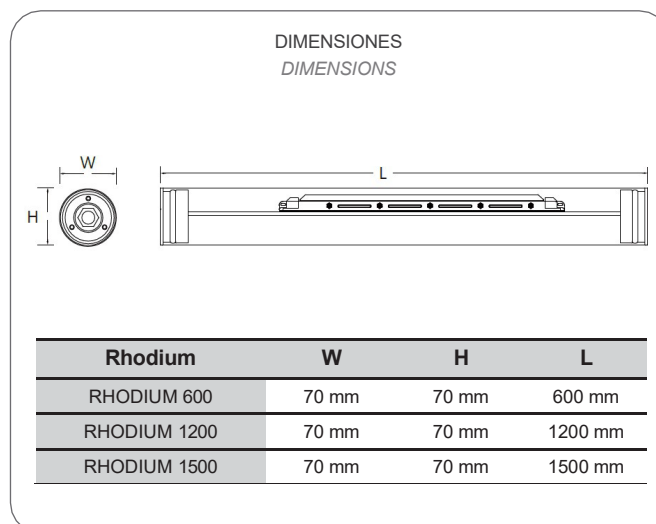 DIMENSIONES
DIMENSIONS
W
L
H
Rhodium W H L
RHODIUM 600 70 mm 70 mm 600 mm
RHODIUM 1200 70 mm 70 mm 1200 mm
RHODIUM 1500 70 mm 70 mm 1500 mm